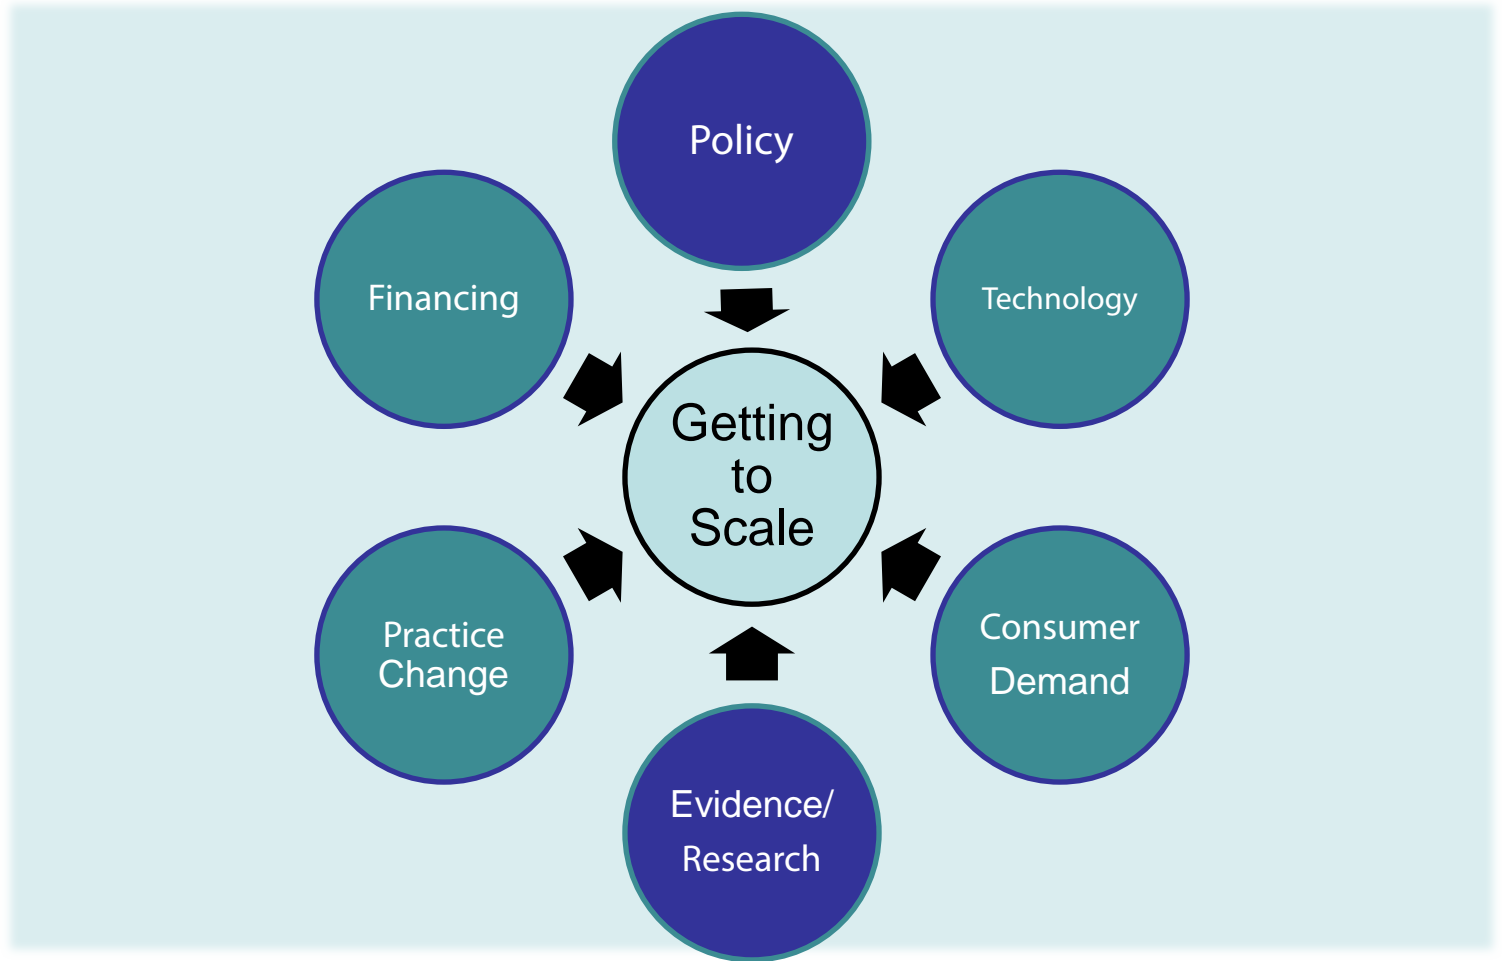 Policy
Financing
Technology
Getting
to
Scale
Practice
Change
Consumer
Demand
Evidence/
Research